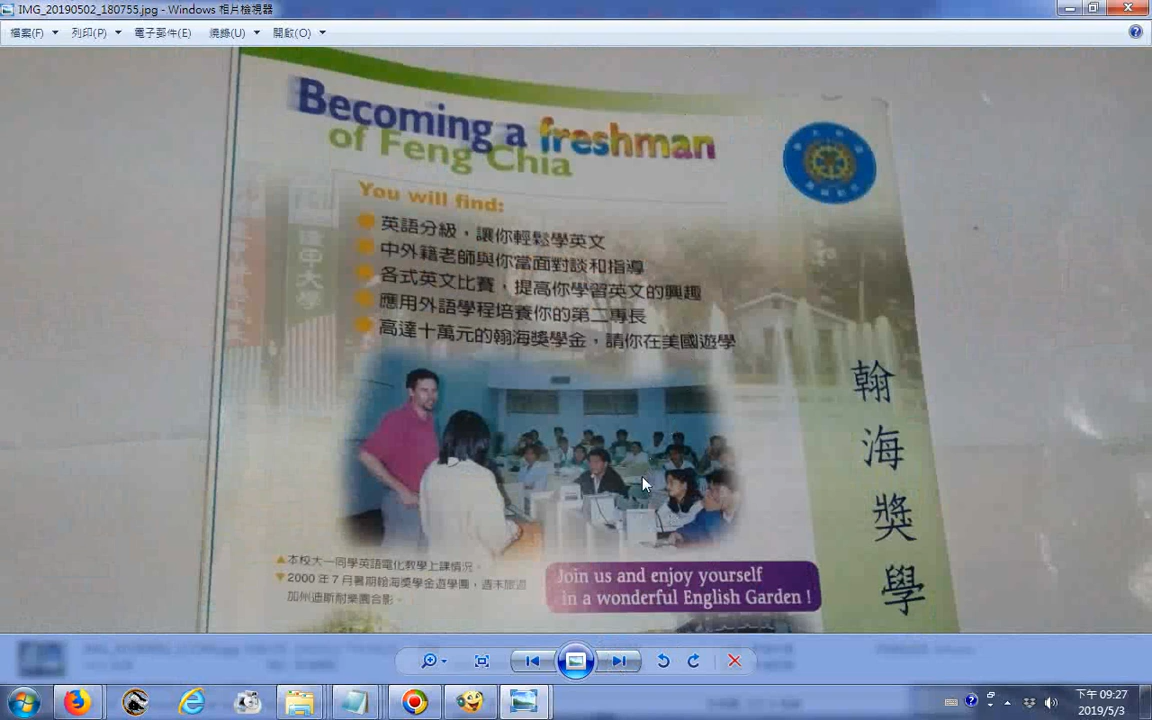 IMG_20190502_180755.jpg - Windows 相片檢視器
檔案(F) 列印(P) 電子郵件(E) 燒錄(U) 開啟(O)
Becoming a freshman
of Feng Chia
You will find:
英語分級，讓你輕鬆學英文
中外籍老師與你當面對談和指導
各式英文比賽，提高你學習英文的興趣
應用外語學程培養你的第二專長
高達十萬元的翰海獎學金，請你在美國遊學
翰海獎學
▲本校大一同學英語電化教學上課情況。
▼2000 年 7 月暑期翰海獎學金遊學團，週末旅遊
加州迪斯耐樂園合影。
Join us and enjoy yourself
in a wonderful English Garden !
下午 09:27
2019/5/3